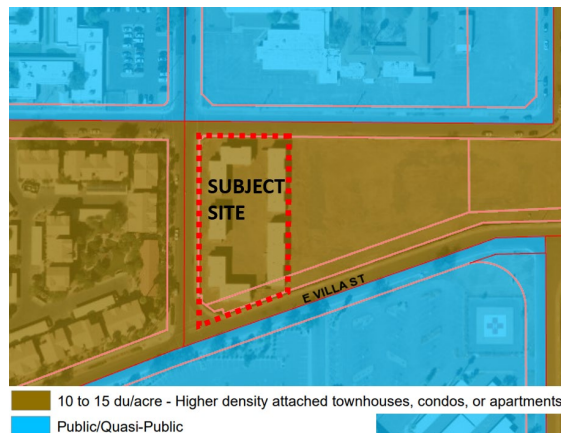 SUBJECT
SITE
E VILLA ST
10 to 15 du/acre - Higher density attached townhouses, condos, or apartments
Public/Quasi-Public